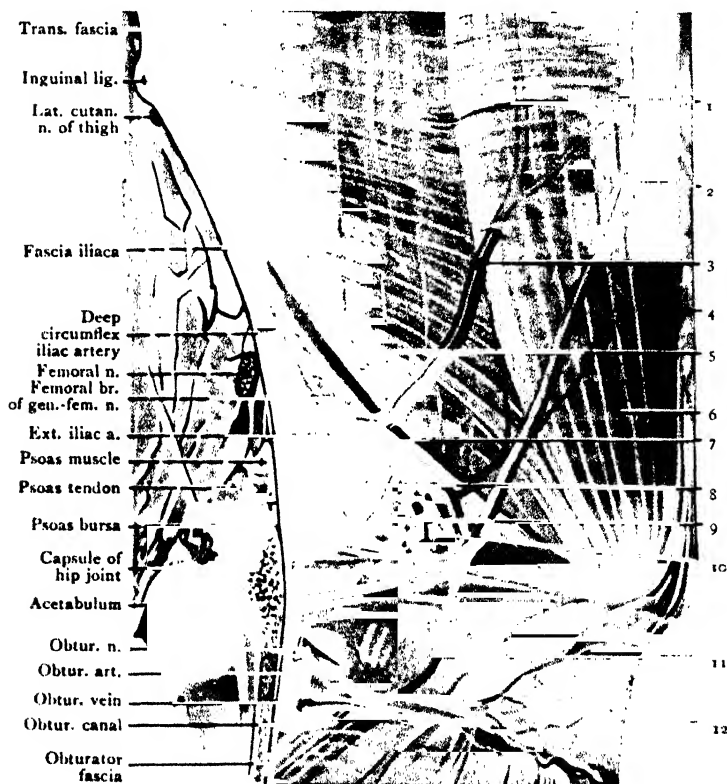 Trans. fascia
Inguinal lig.
Lat. cutan.
n. of thigh
Fascia iliaca
Deep
circumflex
iliac artery
Femoral n.
Femoral br.
of gen.-fem. n.
Ext. iliac a.
Psoas muscle
Psoas tendon
Psoas bursa
Capsule of
hip joint
Acetabulum
Obtur. n.
Obtur. art.
Obtur. vein
Obtur. canal
Obturator
fascia
1
2
3
4
5
6
7
8
9
10
11
12